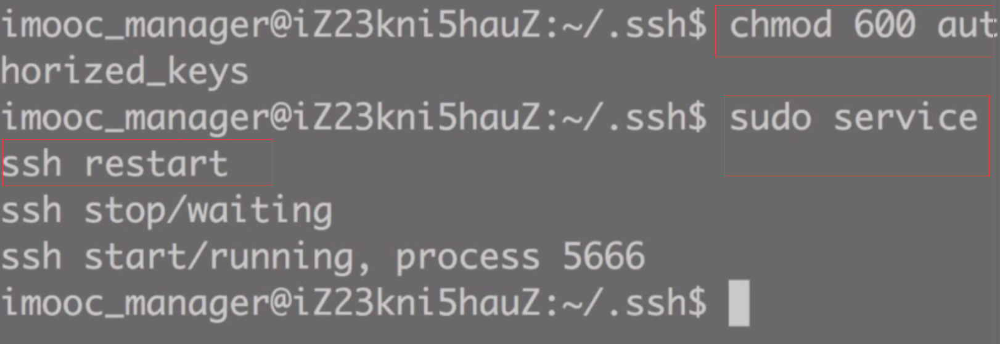 imooc_manager@iZ23kni5hauZ:~/.ssh$ chmod 600 aut
horized_keys
imooc_manager@iZ23kni5hauZ:~/.ssh$ sudo service
ssh restart
ssh stop/waiting
ssh start/running, process 5666
imooc_manager@iZ23kni5hauZ:~/.ssh$